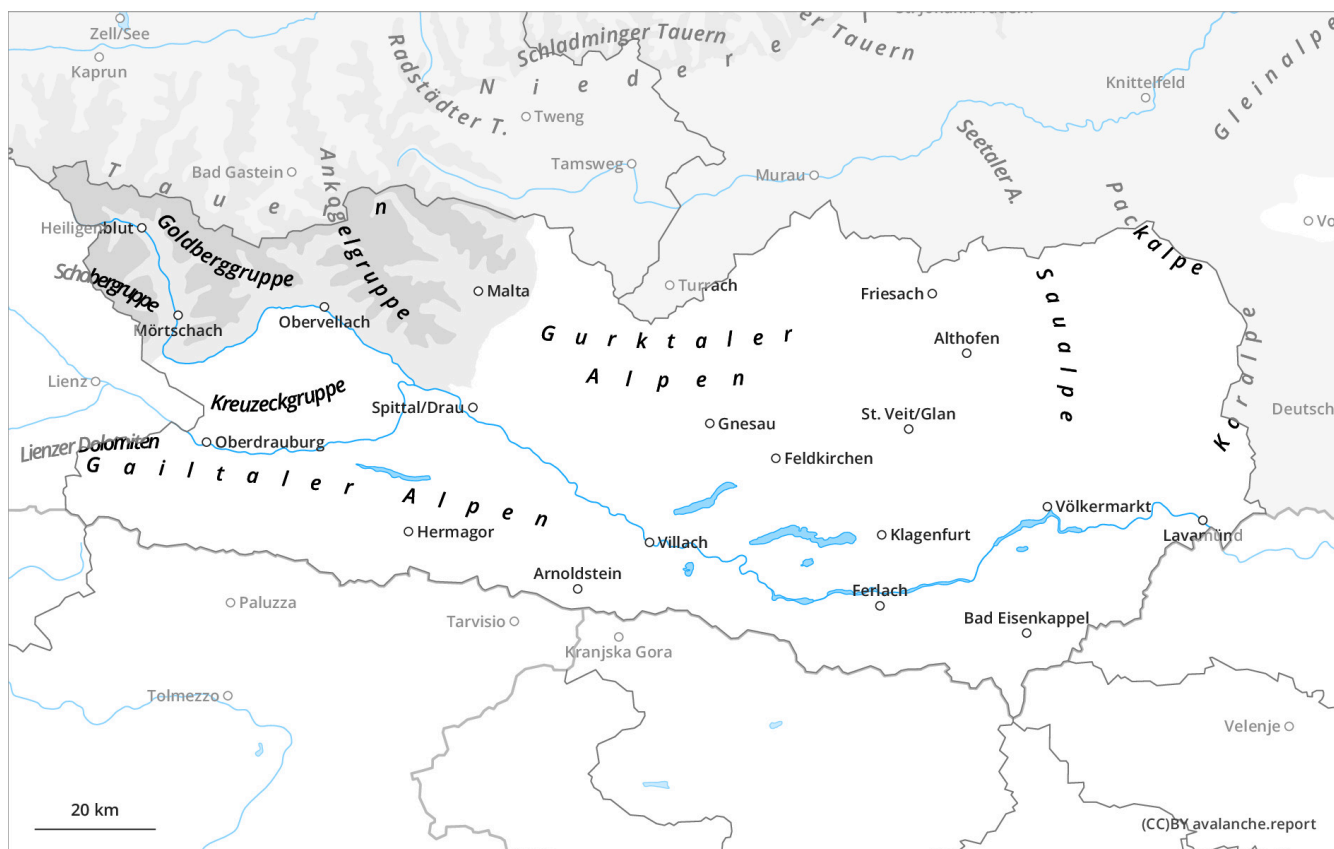 Zell/See
Kaprun
Radstädter T.
Schladminger Tauern
Niedere Tauern
Tweng
Knittelfeld
Gleinalpe
Seetaler A.
Tamsweg
Murau
Bad Gastein
Tauern
Ankogelgruppe
Packalpe
Heiligenblut
Goldberggruppe
Schobergruppe
Mörtschach
Obervellach
Malta
Turrach
Friesach
Saualpe
Althofen
Koralpe
Gurktaler
Alpen
Lienz
Kreuzeckgruppe
Spittal/Drau
Gnesau
St. Veit/Glan
Deutsch
Lienzer Dolomiten
Oberdrauburg
Feldkirchen
Gailtaler Alpen
Hermagor
Villach
Klagenfurt
Völkermarkt
Lavamünd
Arnoldstein
Ferlach
Bad Eisenkappel
Paluzza
Tarvisio
Kranjska Gora
Tolmezzo
Velenje
20 km
(CC)BY avalanche.report